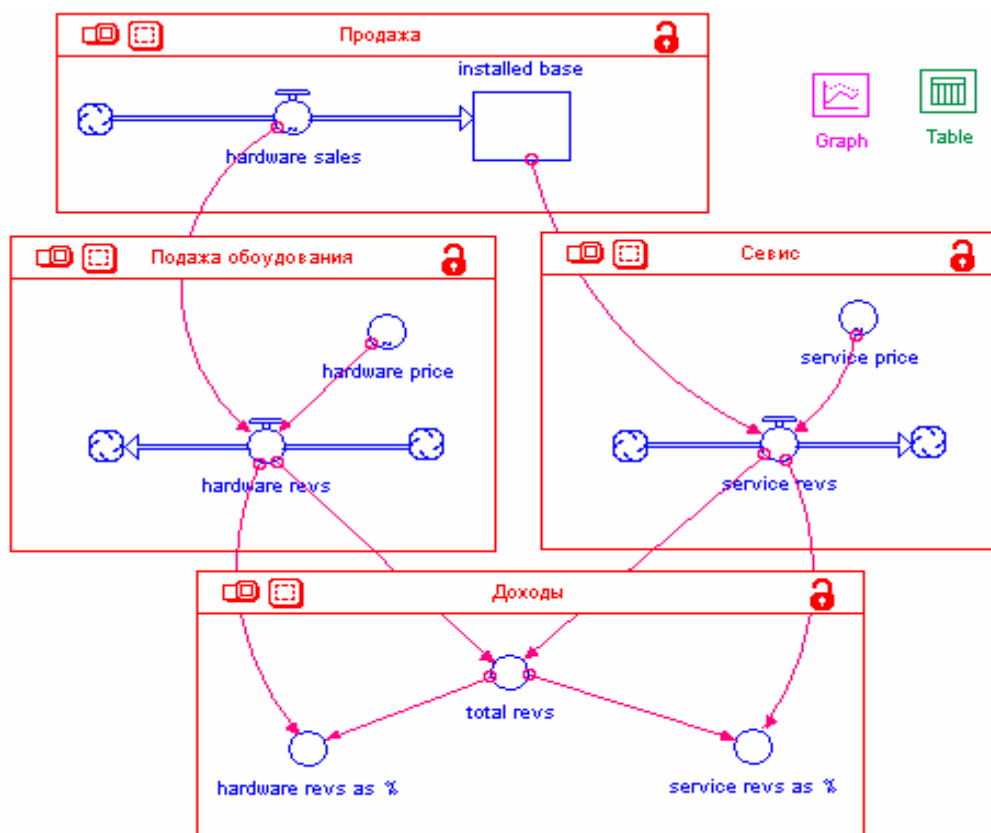 Продажа
installed base
hardware sales
Graph
Table
Подажа обоудования
hardware price
hardware revs
Севис
service price
service revs
Доходы
total revs
hardware revs as %
service revs as %